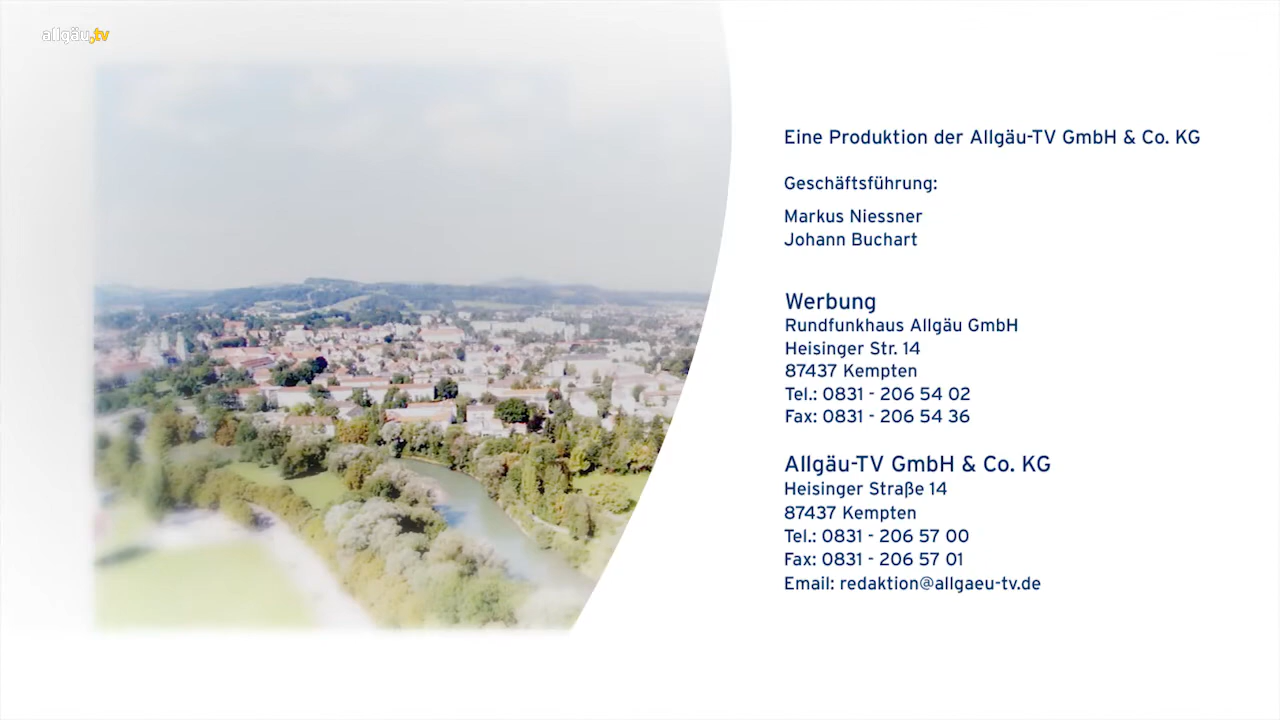 allgäu.tv
Eine Produktion der Allgäu-TV GmbH & Co. KG
Geschäftsführung:
Markus Niessner
Johann Buchart
Werbung
Rundfunkhaus Allgäu GmbH
Heisinger Str. 14
87437 Kempten
Tel.: 0831 - 206 54 02
Fax: 0831 - 206 54 36
Allgäu-TV GmbH & Co. KG
Heisinger Straße 14
87437 Kempten
Tel.: 0831 - 206 57 00
Fax: 0831 - 206 57 01
Email: redaktion@allgaeu-tv.de